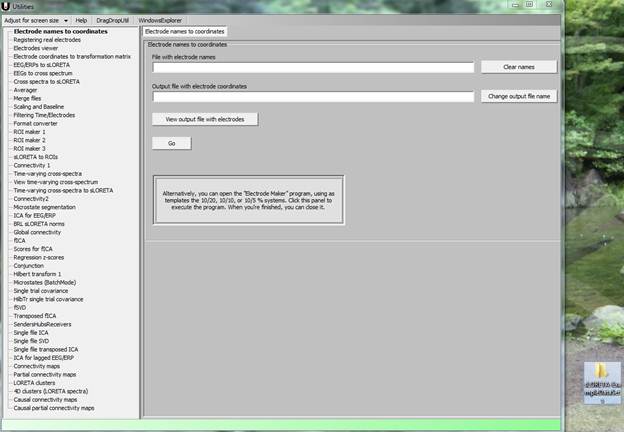 Utilities
Adjust for screen size Help DragDropUtil WindowsExplorer
Electrode names to coordinates
Registering real electrodes
Electrodes viewer
Electrode coordinates to transformation matrix
EEG/ERPs to sLORETA
EEGs to cross spectrum
Cross spectra to sLORETA
Averager
Merge files
Scaling and Baseline
Filtering Time/Electrodes
Format converter
ROI maker 1
ROI maker 2
ROI maker 3
sLORETA to ROIs
Connectivity 1
Time-varying cross-spectra
View time-varying cross-spectrum
Time-varying cross-spectra to sLORETA
Connectivity2
Microstate segmentation
ICA for EEG/ERP
BRL sLORETA norms
Global connectivity
fICA
Scores for fICA
Regression z-scores
Conjunction
Hilbert transform 1
Microstates (BatchMode)
Single trial covariance
HilbTr single trial covariance
fSVD
Transposed fICA
SendersHubsReceivers
Single file ICA
Single file SVD
Single file transposed ICA
ICA for lagged EEG/ERP
Connectivity maps
Partial connectivity maps
LORETA clusters
4D clusters (LORETA spectra)
Causal connectivity maps
Causal partial connectivity maps
Electrode names to coordinates
Electrode names to coordinates
File with electrode names
Clear names
Output file with electrode coordinates
Change output file name
View output file with electrodes
Go
Alternatively, you can open the "Electrode Maker" program, using as
templates the 10/20, 10/10, or 10/5 % systems. Click this panel to
execute the program. When you're finished, you can close it.